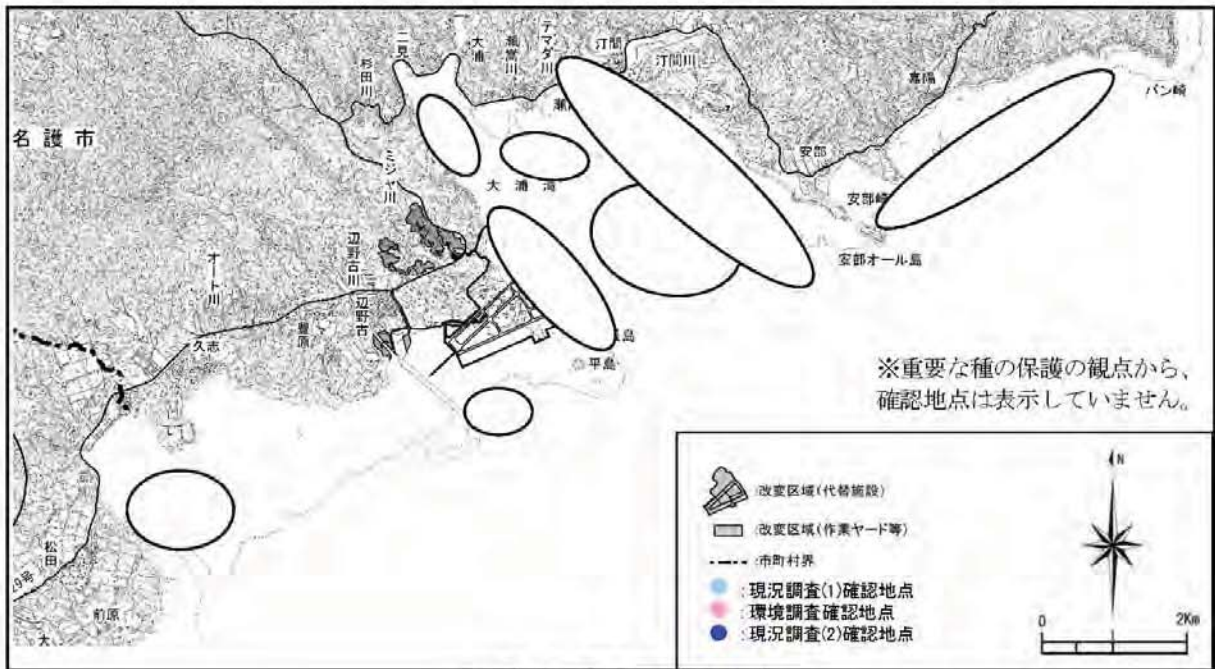 二見
大浦
瀬嵩川
テマダ川
汀間
汀間川
嘉陽
バン崎
杉田川
名護市
ミジャ川
大浦湾
安部
安部崎
安部オール島
辺野古川
辺野古
オート川
豊原
久志
平島
※重要な種の保護の観点から、
確認地点は表示していません。
松田
前原
:改変区域(代替施設)
:改変区域(作業ヤード等)
:市町村界
:現況調査(1)確認地点
:環境調査確認地点
:現況調査(2)確認地点
N
0 2Km